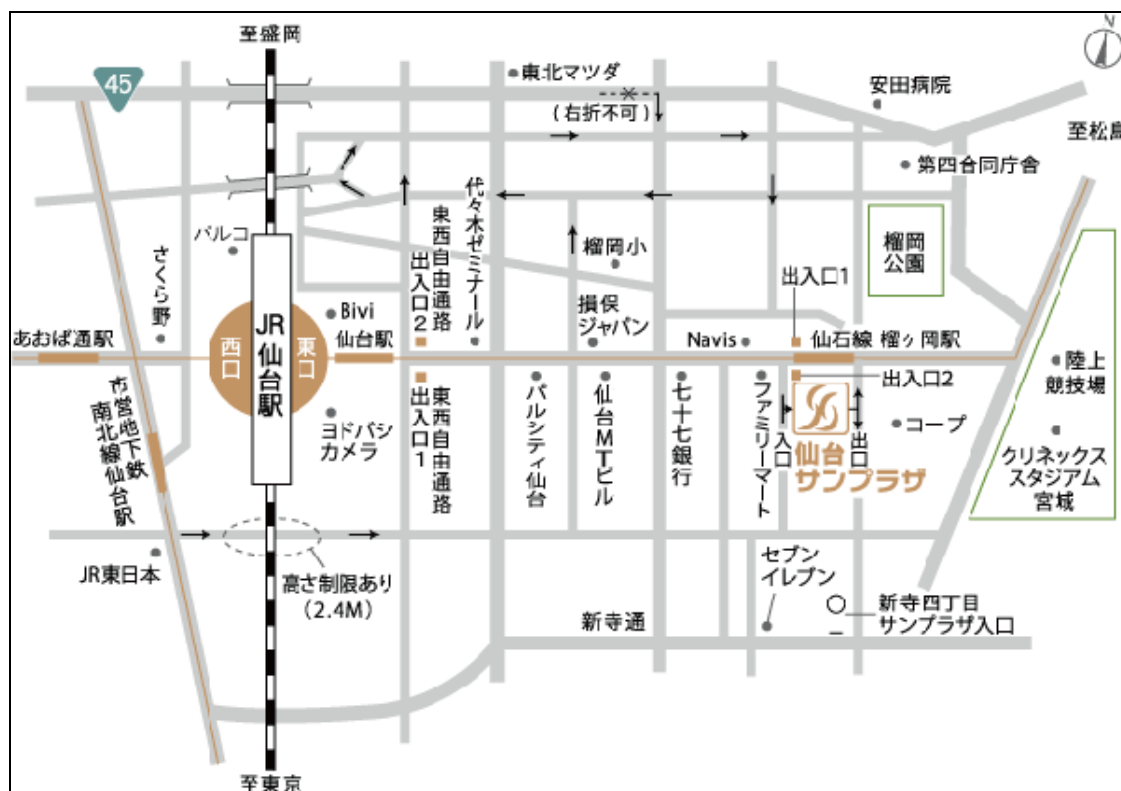 至盛岡
N
45
東北マツダ
(右折不可)
安田病院
至松島
第四合同庁舎
パルコ
さくら野
東西自由通路
出入口2
代々木ゼミナール
榴岡小
榴岡
公園
出入口1
Bivi
仙台駅
損保
ジャパン
Navis
仙石線 榴ヶ岡駅
あおば通駅
西口
JR仙台駅
東口
出入口2
陸上
競技場
市営地下鉄
南北線仙台駅
ヨドバシ
カメラ
東西自由通路
出入口1
パルシティ仙台
仙台MTビル
七十七銀行
ファミリーマート
入口
出口
仙台
サンプラザ
コープ
クリネックス
スタジアム
宮城
JR東日本
高さ制限あり
(2.4M)
セブン
イレブン
新寺通
新寺四丁目
サンプラザ入口
至東京